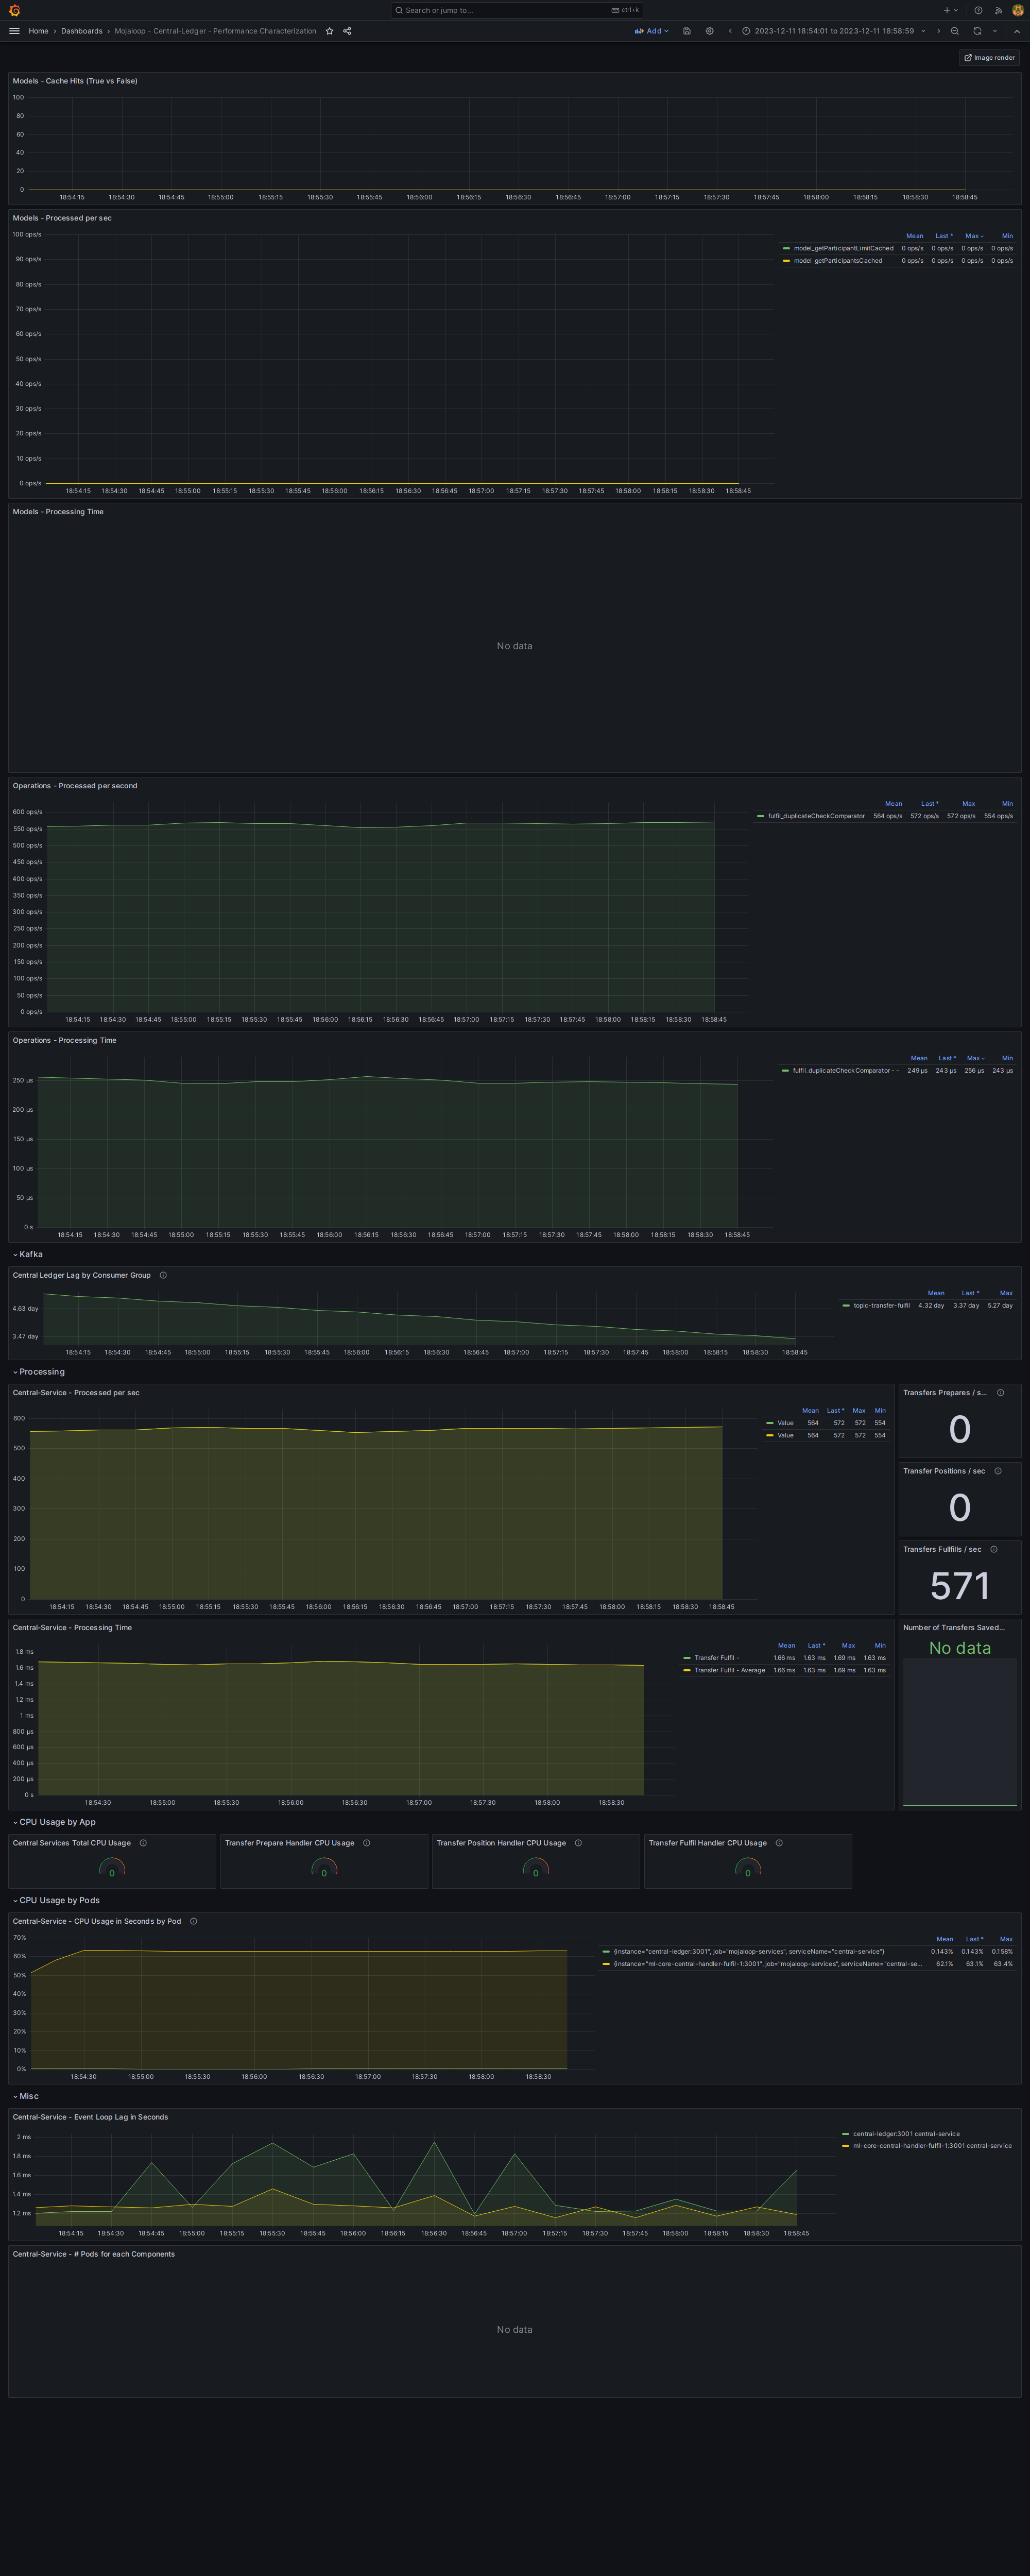 Search or jump to... ctrl+k
Home › Dashboards › Mojaloop - Central-Ledger - Performance Characterization Add 2023-12-11 18:54:01 to 2023-12-11 18:58:59
Image render
Models - Cache Hits (True vs False)
100
80
60
40
20
0
18:54:15 18:54:30 18:54:45 18:55:00 18:55:15 18:55:30 18:55:45 18:56:00 18:56:15 18:56:30 18:56:45 18:57:00 18:57:15 18:57:30 18:57:45 18:58:00 18:58:15 18:58:30 18:58:45
Models - Processed per sec
100 ops/s
90 ops/s
80 ops/s
70 ops/s
60 ops/s
50 ops/s
40 ops/s
30 ops/s
20 ops/s
10 ops/s
0 ops/s
18:54:15 18:54:30 18:54:45 18:55:00 18:55:15 18:55:30 18:55:45 18:56:00 18:56:15 18:56:30 18:56:45 18:57:00 18:57:15 18:57:30 18:57:45 18:58:00 18:58:15 18:58:30 18:58:45
Mean Last * Max Min
model_getParticipantLimitCached 0 ops/s 0 ops/s 0 ops/s 0 ops/s
model_getParticipantsCached 0 ops/s 0 ops/s 0 ops/s 0 ops/s
Models - Processing Time
No data
Operations - Processed per second
600 ops/s
550 ops/s
500 ops/s
450 ops/s
400 ops/s
350 ops/s
300 ops/s
250 ops/s
200 ops/s
150 ops/s
100 ops/s
50 ops/s
0 ops/s
18:54:15 18:54:30 18:54:45 18:55:00 18:55:15 18:55:30 18:55:45 18:56:00 18:56:15 18:56:30 18:56:45 18:57:00 18:57:15 18:57:30 18:57:45 18:58:00 18:58:15 18:58:30 18:58:45
Mean Last * Max Min
fulfil_duplicateCheckComparator 564 ops/s 572 ops/s 572 ops/s 554 ops/s
Operations - Processing Time
250 µs
200 µs
150 µs
100 µs
50 µs
0 s
18:54:15 18:54:30 18:54:45 18:55:00 18:55:15 18:55:30 18:55:45 18:56:00 18:56:15 18:56:30 18:56:45 18:57:00 18:57:15 18:57:30 18:57:45 18:58:00 18:58:15 18:58:30 18:58:45
Mean Last * Max Min
fulfil_duplicateCheckComparator - - 249 µs 243 µs 256 µs 243 µs
Kafka
Central Ledger Lag by Consumer Group
4.63 day
3.47 day
18:54:15 18:54:30 18:54:45 18:55:00 18:55:15 18:55:30 18:55:45 18:56:00 18:56:15 18:56:30 18:56:45 18:57:00 18:57:15 18:57:30 18:57:45 18:58:00 18:58:15 18:58:30 18:58:45
Mean Last * Max
topic-transfer-fulfil 4.32 day 3.37 day 5.27 day
Processing
Central-Service - Processed per sec
600
500
400
300
200
100
0
18:54:15 18:54:30 18:54:45 18:55:00 18:55:15 18:55:30 18:55:45 18:56:00 18:56:15 18:56:30 18:56:45 18:57:00 18:57:15 18:57:30 18:57:45 18:58:00 18:58:15 18:58:30 18:58:45
Mean Last * Max Min
Value 564 572 572 554
Value 564 572 572 554
Transfers Prepares / s...
0
Transfer Positions / sec
0
Transfers Fullfills / sec
571
Central-Service - Processing Time
1.8 ms
1.6 ms
1.4 ms
1.2 ms
1 ms
800 µs
600 µs
400 µs
200 µs
0 s
18:54:30 18:55:00 18:55:30 18:56:00 18:56:30 18:57:00 18:57:30 18:58:00 18:58:30
Mean Last * Max Min
Transfer Fulfil - 1.66 ms 1.63 ms 1.69 ms 1.63 ms
Transfer Fulfil - Average 1.66 ms 1.63 ms 1.69 ms 1.63 ms
Number of Transfers Saved...
No data
CPU Usage by App
Central Services Total CPU Usage
0
Transfer Prepare Handler CPU Usage
0
Transfer Position Handler CPU Usage
0
Transfer Fulfil Handler CPU Usage
0
CPU Usage by Pods
Central-Service - CPU Usage in Seconds by Pod
70%
60%
50%
40%
30%
20%
10%
0%
18:54:30 18:55:00 18:55:30 18:56:00 18:56:30 18:57:00 18:57:30 18:58:00 18:58:30
Mean Last * Max
{instance="central-ledger:3001", job="mojaloop-services", serviceName="central-service"} 0.143% 0.143% 0.158%
{instance="ml-core-central-handler-fulfil-1:3001", job="mojaloop-services", serviceName="central-se... 62.1% 63.1% 63.4%
Misc
Central-Service - Event Loop Lag in Seconds
2 ms
1.8 ms
1.6 ms
1.4 ms
1.2 ms
18:54:15 18:54:30 18:54:45 18:55:00 18:55:15 18:55:30 18:55:45 18:56:00 18:56:15 18:56:30 18:56:45 18:57:00 18:57:15 18:57:30 18:57:45 18:58:00 18:58:15 18:58:30 18:58:45
central-ledger:3001 central-service
ml-core-central-handler-fulfil-1:3001 central-service
Central-Service - # Pods for each Components
No data